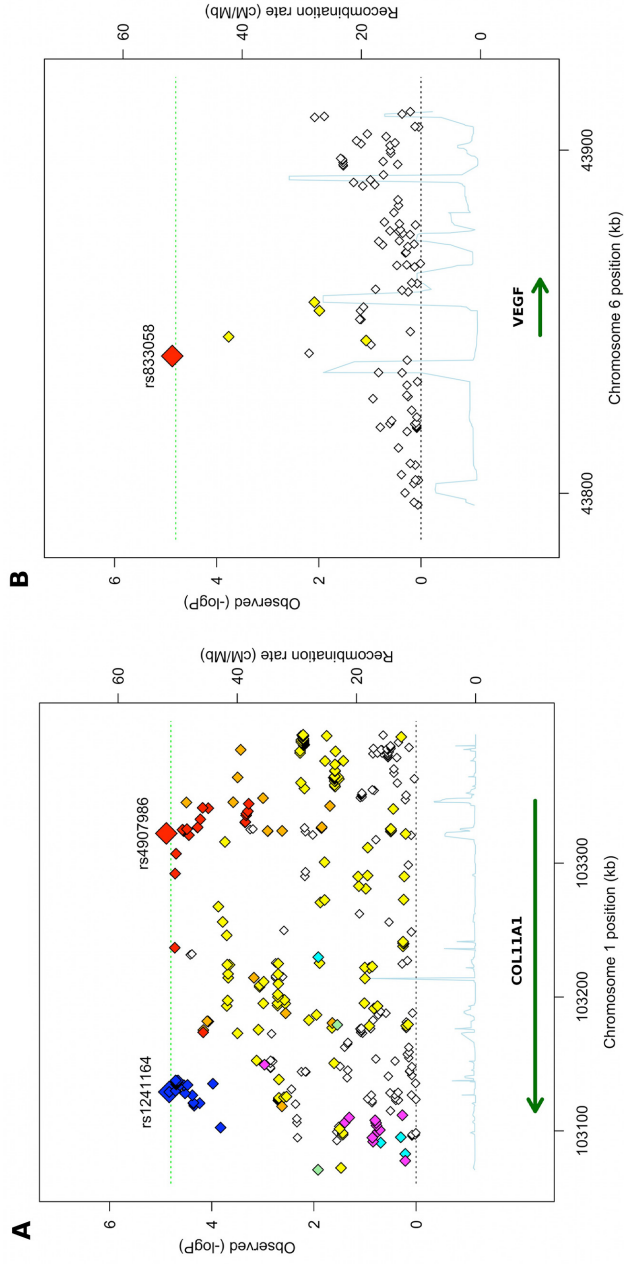 A
Observed (-logP)
6
4
2
0
Recombination rate (cM/Mb)
60
40
20
0
rs1241164
rs4907986
COL11A1
103100
103200
103300
Chromosome 1 position (kb)
B
Observed (-logP)
6
4
2
0
Recombination rate (cM/Mb)
60
40
20
0
rs833058
VEGF
43800
43900
Chromosome 6 position (kb)